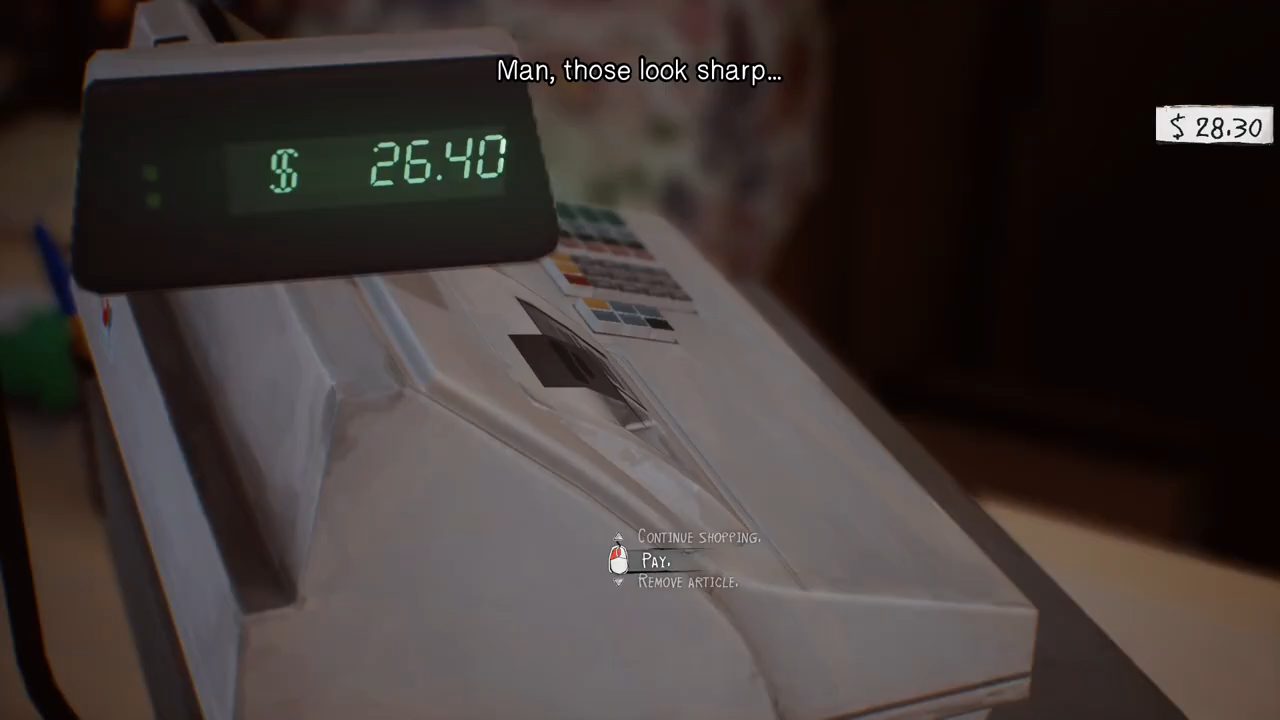 Man, those look sharp...
$ 28.30
$ 26.40
CONTINUE SHOPPING.
PAY.
REMOVE ARTICLE.